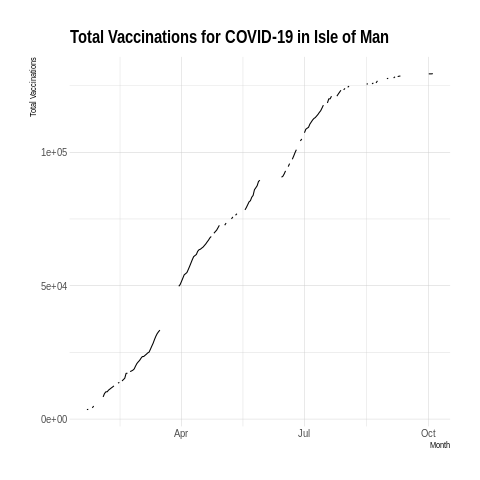 Total Vaccinations for COVID-19 in Isle of Man
Total Vaccinations
1e+05
5e+04
0e+00
Apr Jul Oct
Month